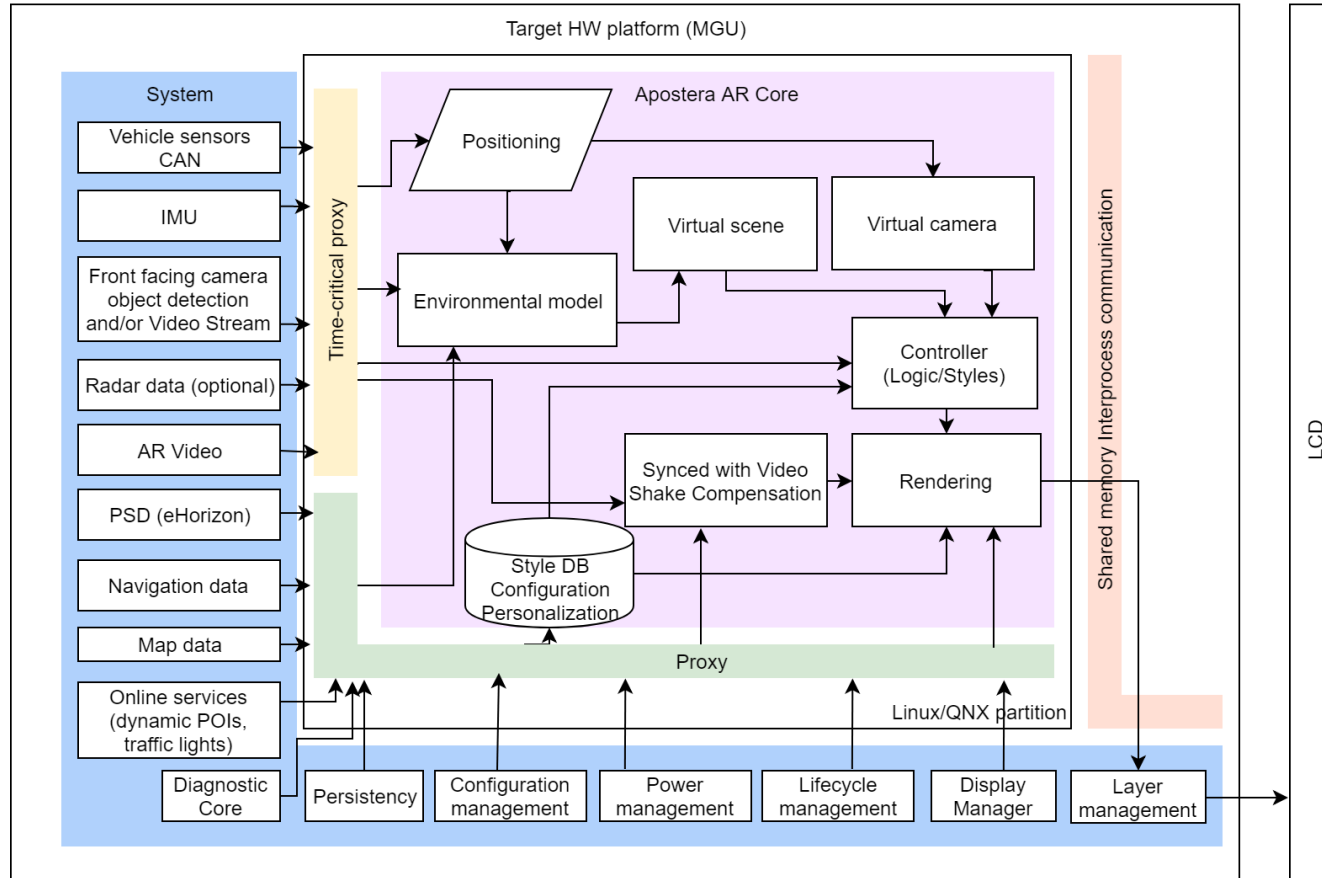 Target HW platform (MGU)
System
Apostera AR Core
Vehicle sensors
CAN
IMU
Front facing camera
object detection
and/or Video Stream
Radar data (optional)
AR Video
PSD (eHorizon)
Navigation data
Map data
Online services
(dynamic POIs,
traffic lights)
Time-critical proxy
Positioning
Environmental model
Virtual scene
Virtual camera
Controller
(Logic/Styles)
Synced with Video
Shake Compensation
Rendering
Style DB
Configuration
Personalization
Proxy
Linux/QNX partition
Shared memory Interprocess communication
LCD
Diagnostic
Core
Persistency
Configuration
management
Power
management
Lifecycle
management
Display
Manager
Layer
management